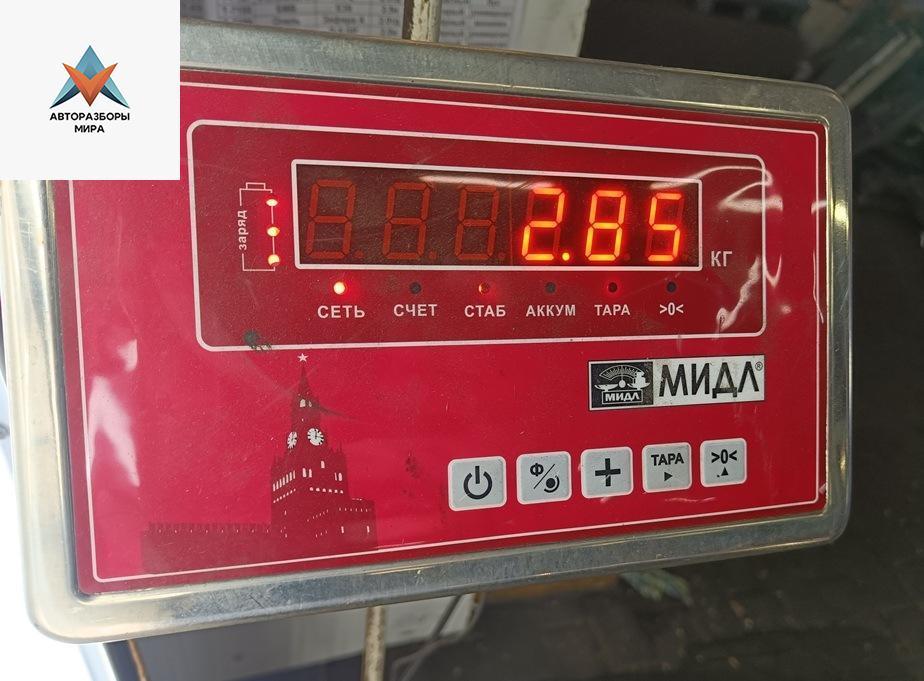 АВТОРАЗБОРЫ
МИРА
заряд
2.85
КГ
СЕТЬ СЧЕТ СТАБ АККУМ ТАРА >0<
МИДЛ МИДЛ®
Ф ТАРА >0<